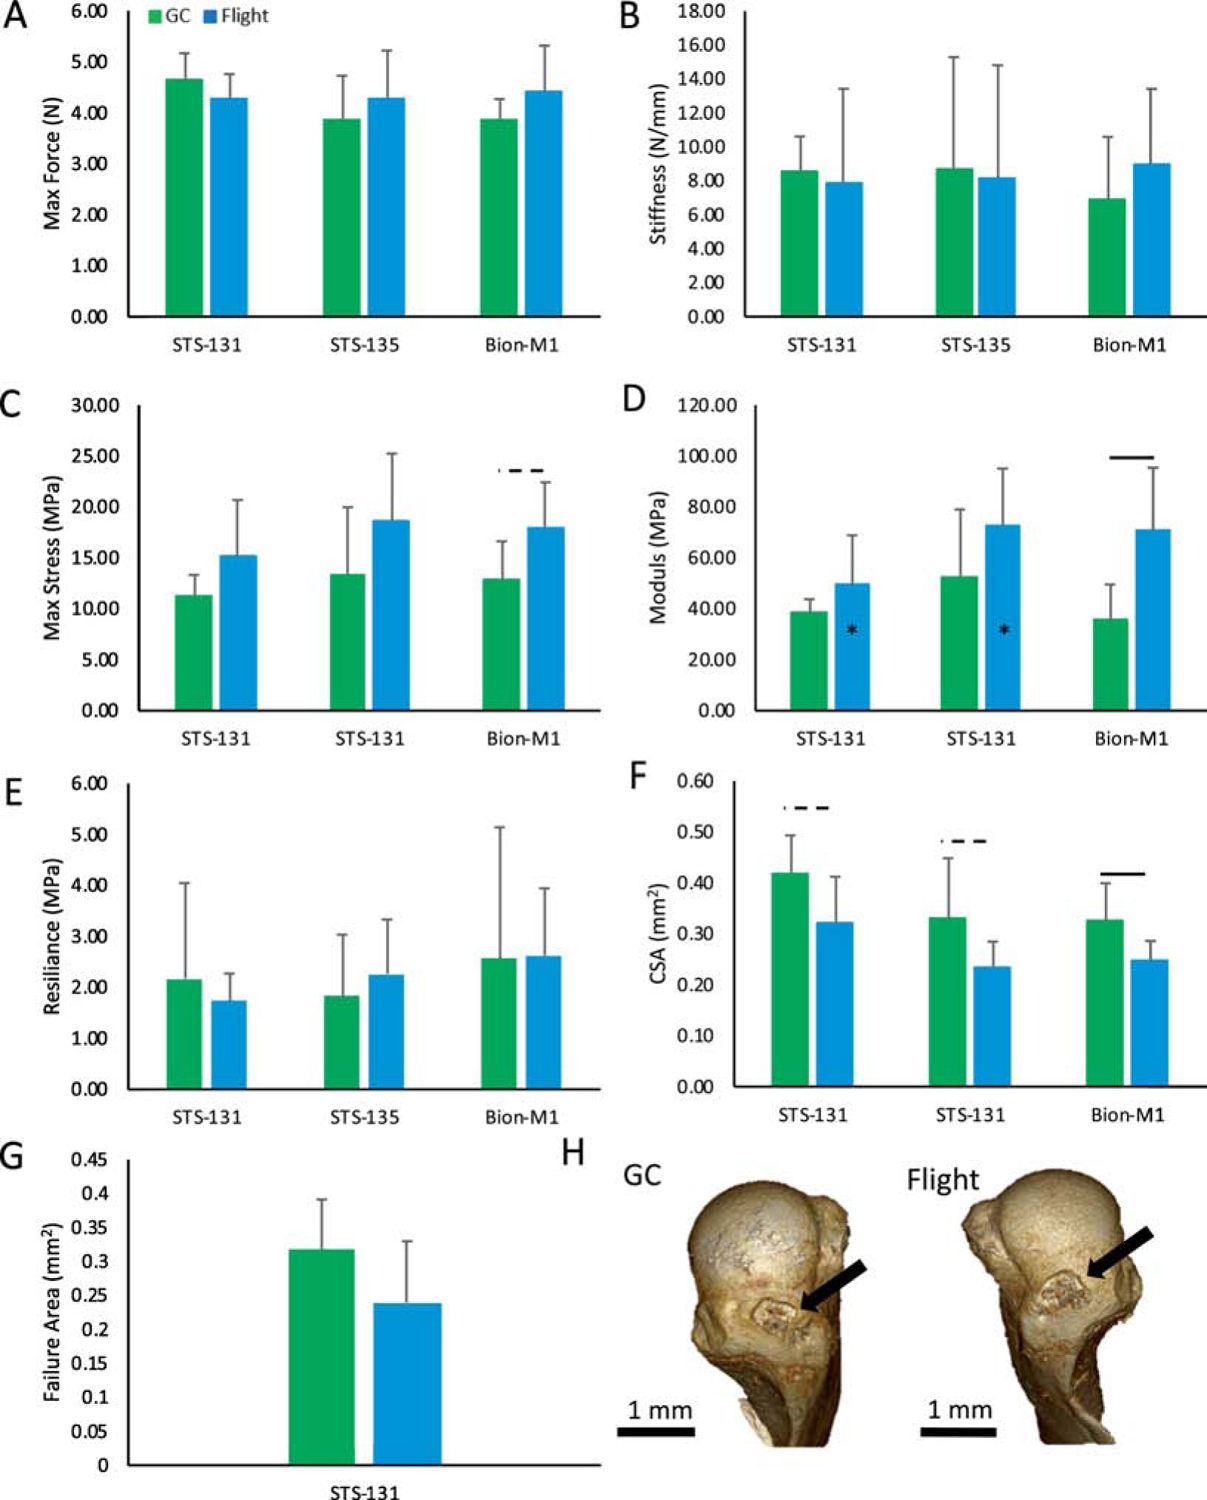 A
GC Flight
6.00
5.00
4.00
3.00
2.00
1.00
0.00
Max Force (N)
STS-131 STS-135 Bion-M1
B
18.00
16.00
14.00
12.00
10.00
8.00
6.00
4.00
2.00
0.00
Stiffness (N/mm)
STS-131 STS-135 Bion-M1
C
30.00
25.00
20.00
15.00
10.00
5.00
0.00
Max Stress (MPa)
STS-131 STS-131 Bion-M1
D
120.00
100.00
80.00
60.00
40.00
20.00
0.00
Moduls (MPa)
* *
STS-131 STS-131 Bion-M1
E
6.00
5.00
4.00
3.00
2.00
1.00
0.00
Resiliance (MPa)
STS-131 STS-135 Bion-M1
F
0.60
0.50
0.40
0.30
0.20
0.10
0.00
CSA (mm²)
STS-131 STS-131 Bion-M1
G
0.45
0.4
0.35
0.3
0.25
0.2
0.15
0.1
0.05
0
Failure Area (mm²)
STS-131
H
GC Flight
1 mm 1 mm